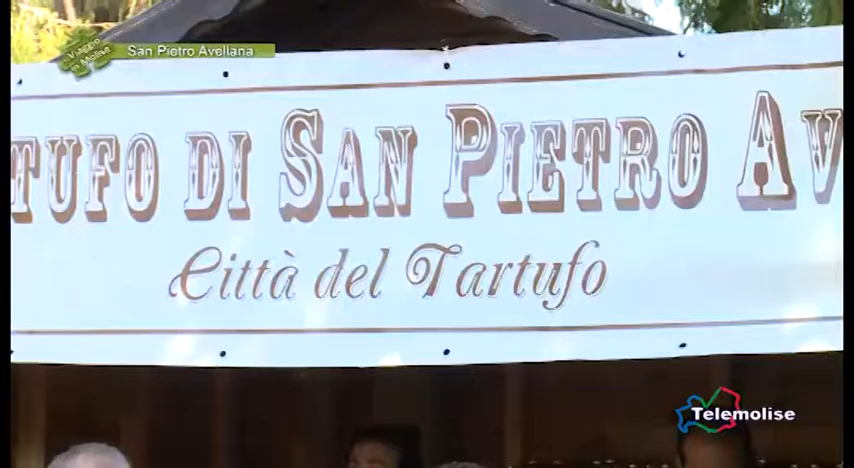 Viaggio in Molise
San Pietro Avellana
TUFO DI SAN PIETRO AV
Città del Tartufo
Telemolise